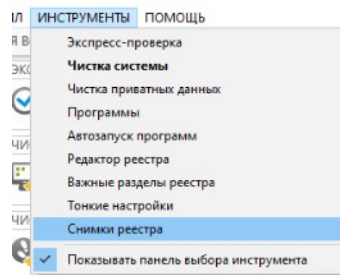 ИНСТРУМЕНТЫ ПОМОЩЬ
Экспресс-проверка
Чистка системы
Чистка приватных данных
Программы
Автозапуск программ
Редактор реестра
Важные разделы реестра
Тонкие настройки
Снимки реестра
Показывать панель выбора инструмента